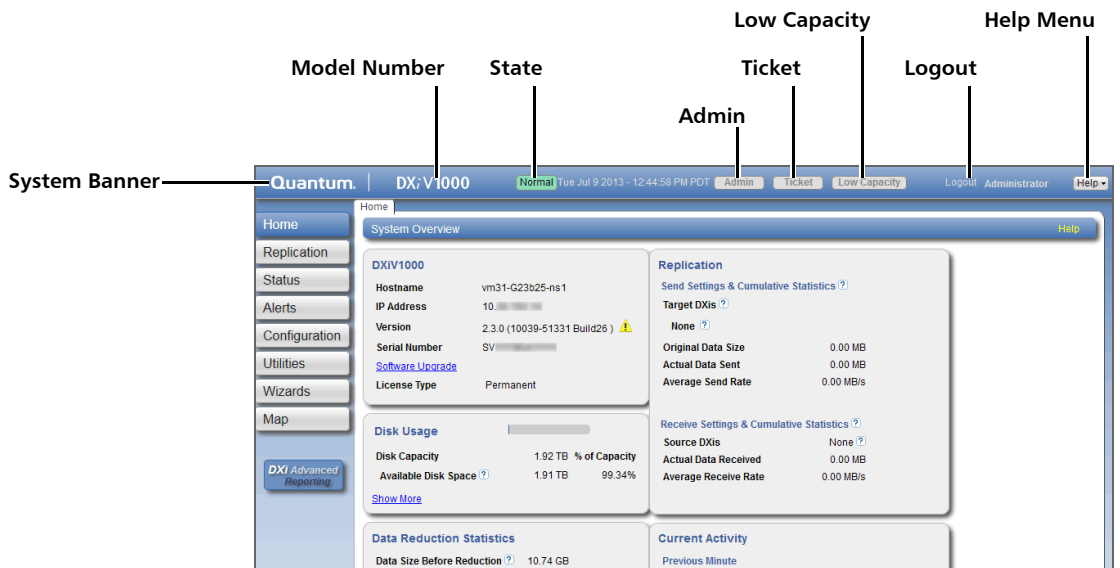 Low Capacity Help Menu
Model Number State Ticket Logout
Admin
System Banner
Quantum. DXi V1000 Normal Tue Jul 9 2013 - 12:44:58 PM PDT Admin Ticket Low Capacity Logout Administrator Help
Home
Home
System Overview Help
Replication
Status
Alerts
Configuration
Utilities
Wizards
Map
DXi Advanced
Reporting
DXiV1000
Hostname vm31-G23b25-ns1
IP Address 10.
Version 2.3.0 (10039-51331 Build26 )
Serial Number SV
Software Upgrade
License Type Permanent
Disk Usage
Disk Capacity 1.92 TB % of Capacity
Available Disk Space ? 1.91 TB 99.34%
Show More
Data Reduction Statistics
Data Size Before Reduction ? 10.74 GB
Replication
Send Settings & Cumulative Statistics ?
Target DXis ?
None ?
Original Data Size 0.00 MB
Actual Data Sent 0.00 MB
Average Send Rate 0.00 MB/s
Receive Settings & Cumulative Statistics ?
Source DXis None ?
Actual Data Received 0.00 MB
Average Receive Rate 0.00 MB/s
Current Activity
Previous Minute